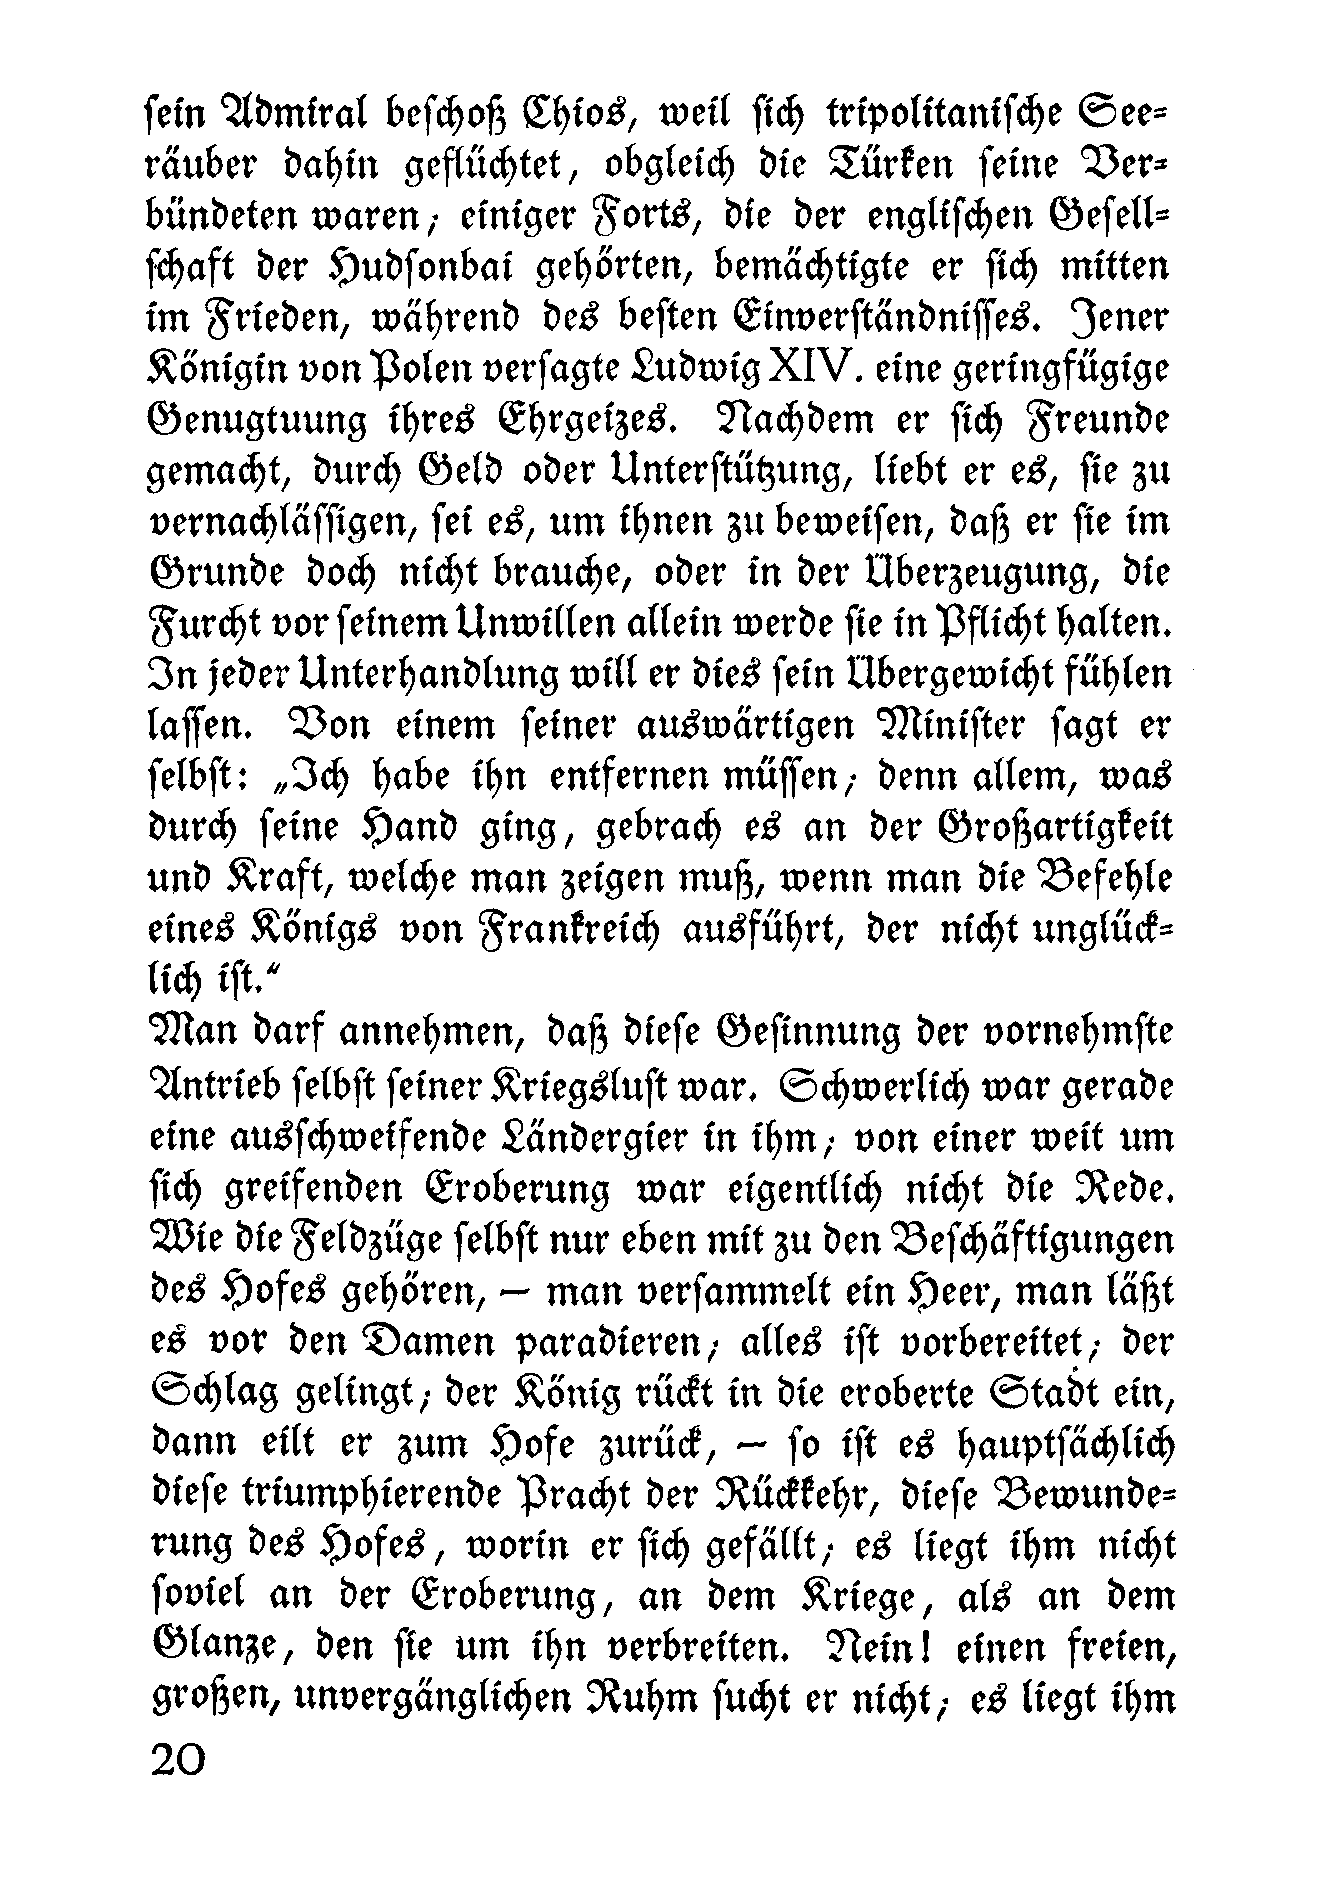 sein Admiral beschoß Chios, weil sich tripolitanische See=
räuber dahin geflüchtet, obgleich die Türken seine Ver=
bündeten waren; einiger Forts, die der englischen Gesell=
schaft der Hudsonbai gehörten, bemächtigte er sich mitten
im Frieden, während des besten Einverständnisses. Jener
Königin von Polen versagte Ludwig XIV. eine geringfügige
Genugtuung ihres Ehrgeizes. Nachdem er sich Freunde
gemacht, durch Geld oder Unterstützung, liebt er es, sie zu
vernachlässigen, sei es, um ihnen zu beweisen, daß er sie im
Grunde doch nicht brauche, oder in der Überzeugung, die
Furcht vor seinem Unwillen allein werde sie in Pflicht halten.
In jeder Unterhandlung will er dies sein Übergewicht fühlen
lassen. Von einem seiner auswärtigen Minister sagt er
selbst: „Ich habe ihn entfernen müssen; denn allem, was
durch seine Hand ging, gebrach es an der Großartigkeit
und Kraft, welche man zeigen muß, wenn man die Befehle
eines Königs von Frankreich ausführt, der nicht unglück=
lich ist.“
Man darf annehmen, daß diese Gesinnung der vornehmste
Antrieb selbst seiner Kriegslust war. Schwerlich war gerade
eine ausschweifende Ländergier in ihm; von einer weit um
sich greifenden Eroberung war eigentlich nicht die Rede.
Wie die Feldzüge selbst nur eben mit zu den Beschäftigungen
des Hofes gehören, — man versammelt ein Heer, man läßt
es vor den Damen paradieren; alles ist vorbereitet; der
Schlag gelingt; der König rückt in die eroberte Stadt ein,
dann eilt er zum Hofe zurück, — so ist es hauptsächlich
diese triumphierende Pracht der Rückkehr, diese Bewunde=
rung des Hofes, worin er sich gefällt; es liegt ihm nicht
soviel an der Eroberung, an dem Kriege, als an dem
Glanze, den sie um ihn verbreiten. Nein! einen freien,
großen, unvergänglichen Ruhm sucht er nicht; es liegt ihm
20